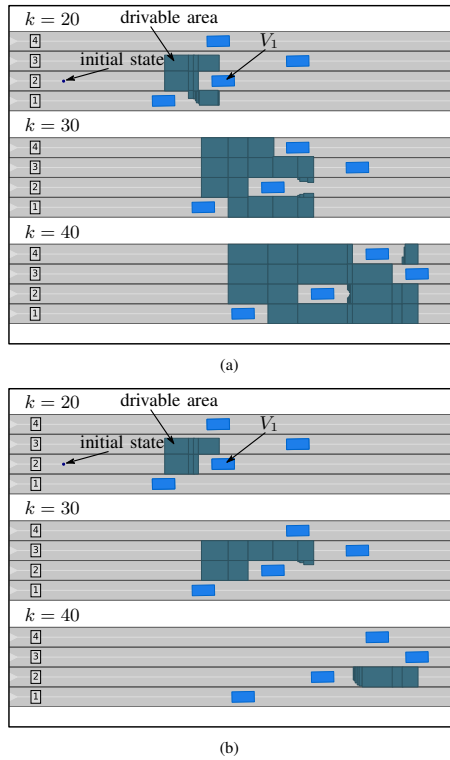 k = 20
drivable area
V₁
initial state
4
3
2
1
k = 30
4
3
2
1
k = 40
4
3
2
1
(a)
k = 20
drivable area
V₁
initial state
4
3
2
1
k = 30
4
3
2
1
k = 40
4
3
2
1
(b)